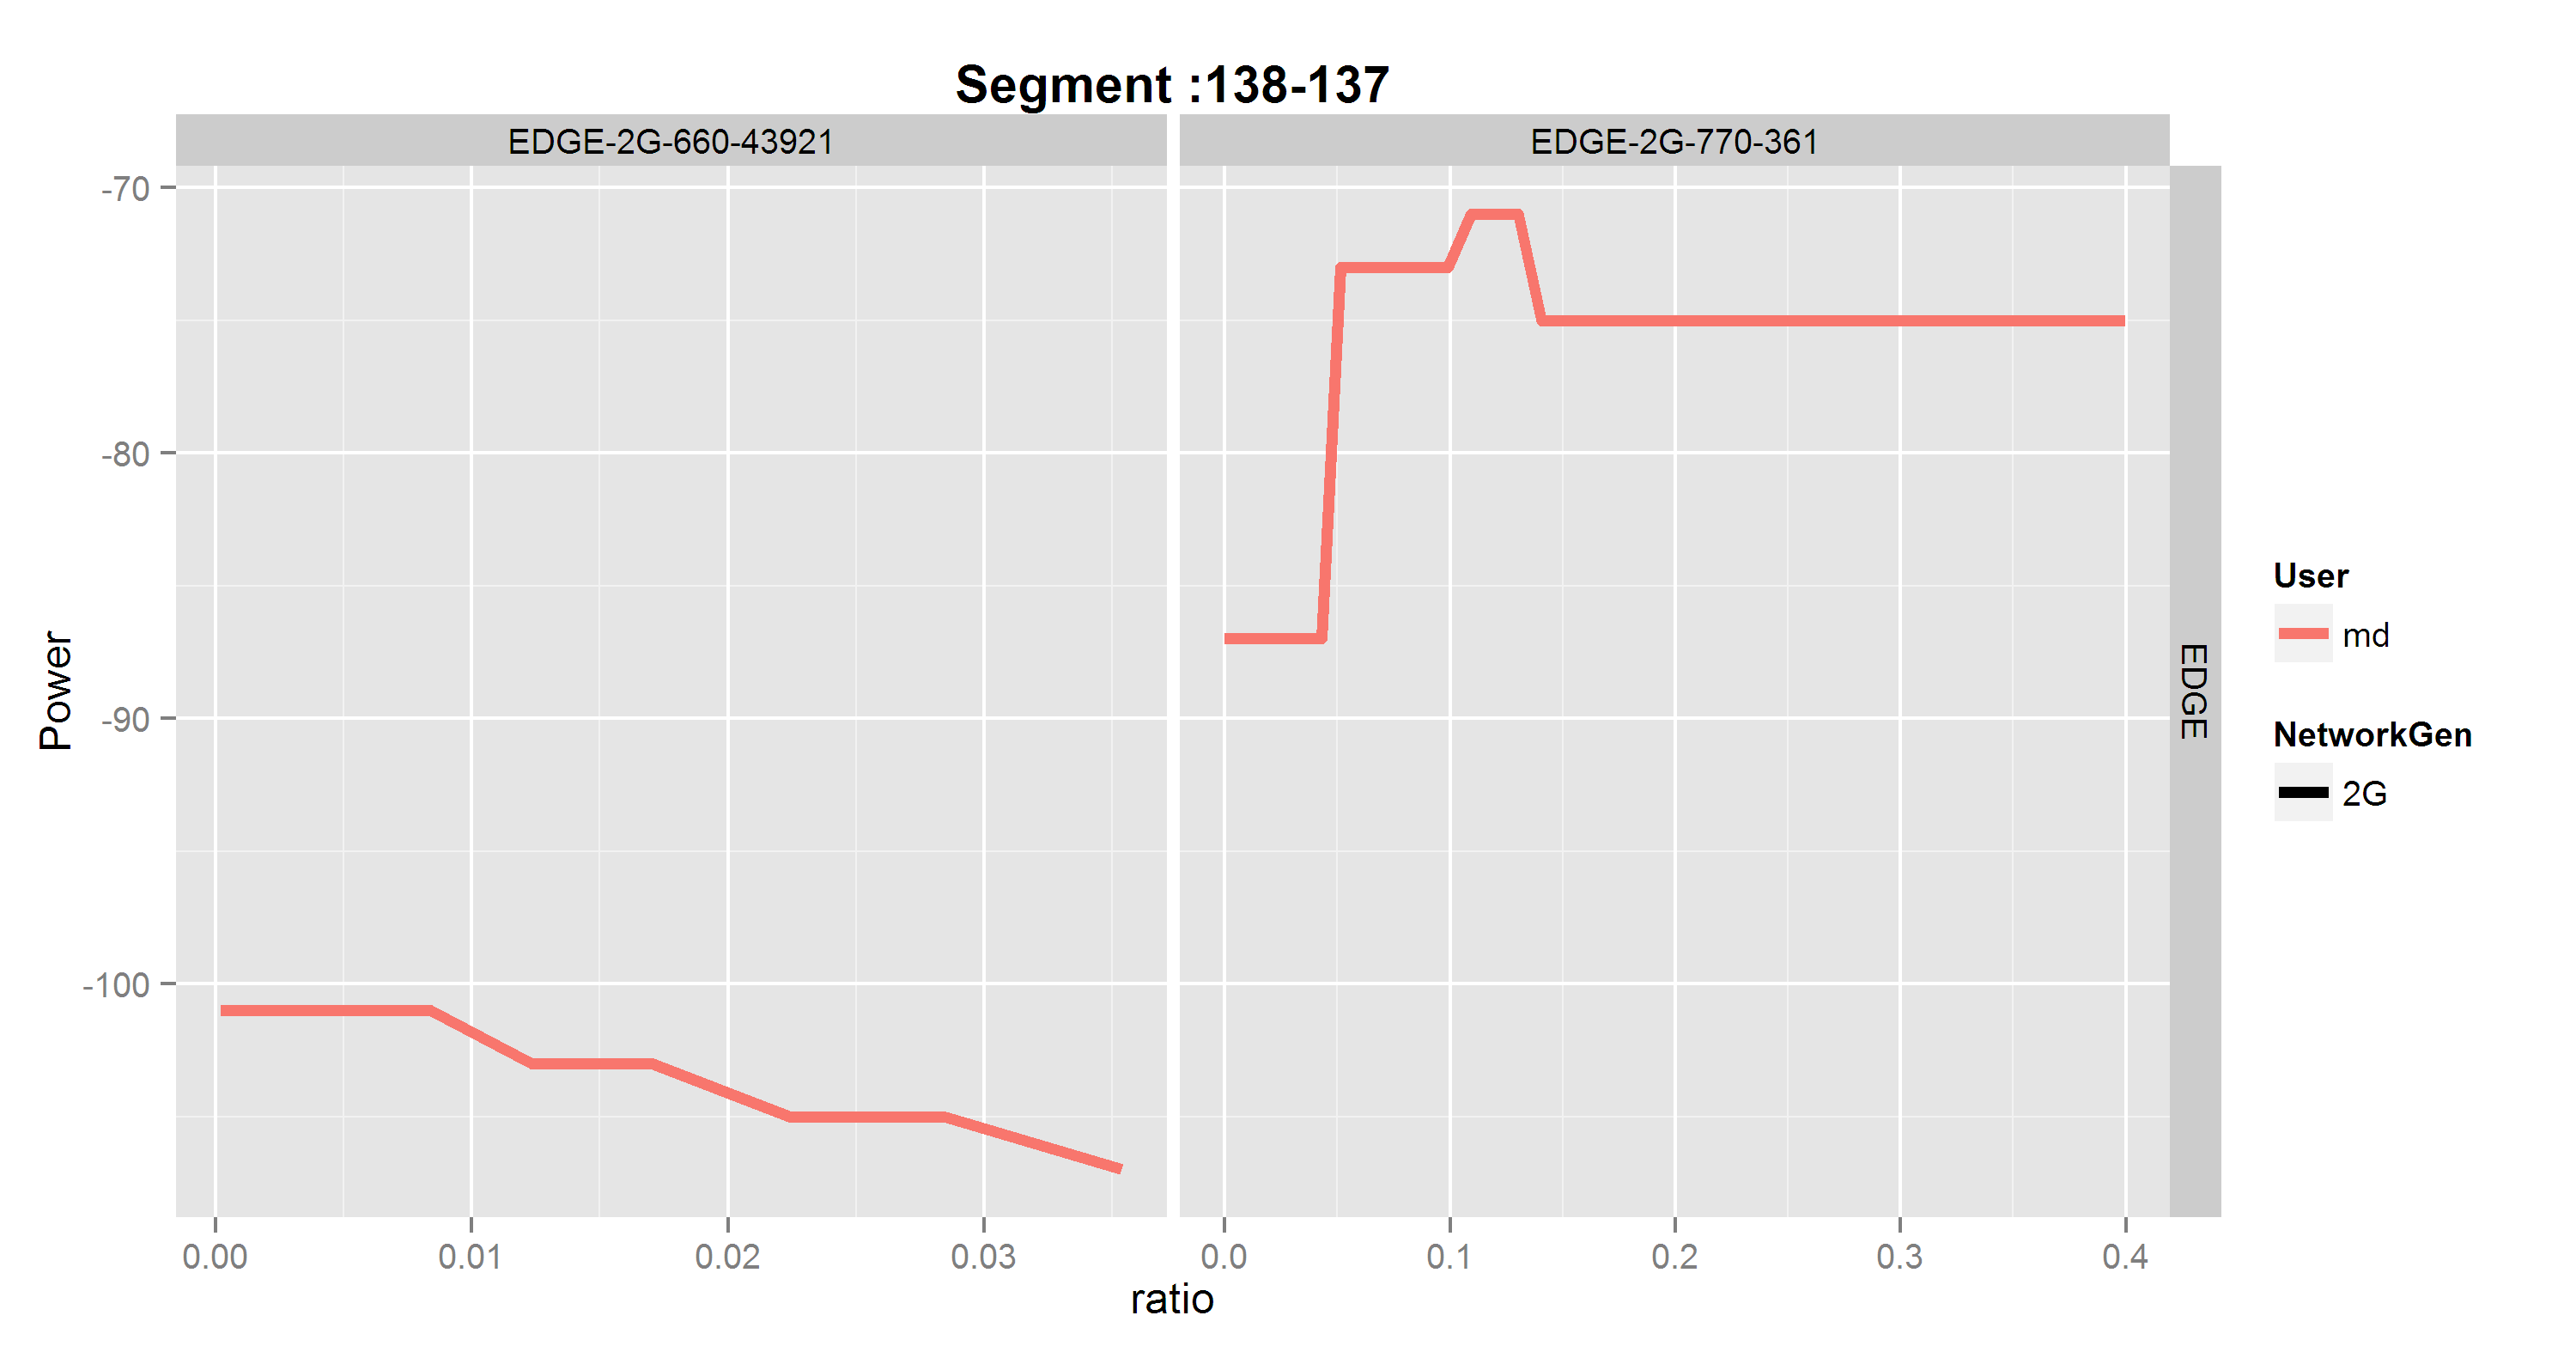 Segment :138-137
EDGE-2G-660-43921
EDGE-2G-770-361
-70
-80
-90
-100
Power
EDGE
0.00
0.01
0.02
0.03
0.0
0.1
0.2
0.3
0.4
ratio
User
md
NetworkGen
2G